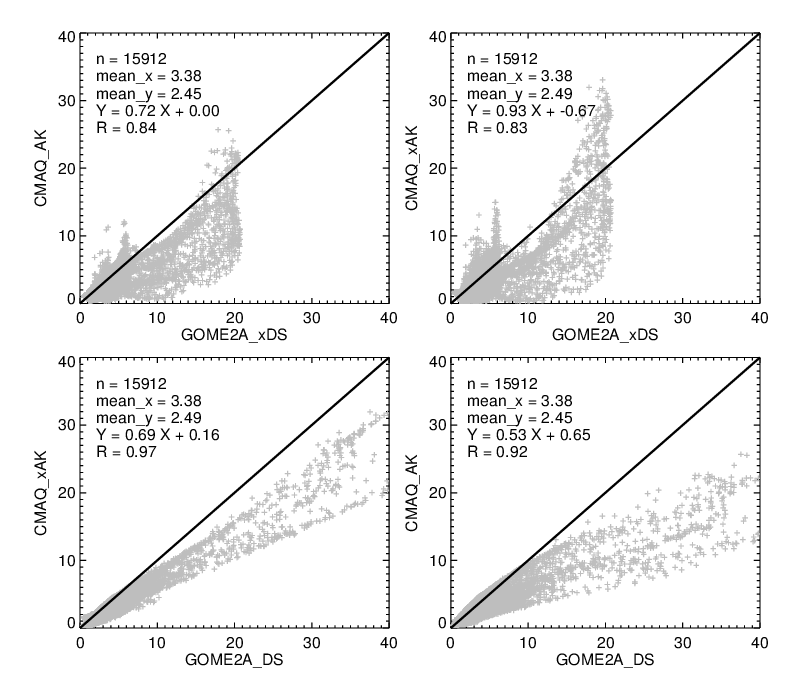 40
30
20
10
0
CMAQ_AK
n = 15912
mean_x = 3.38
mean_y = 2.45
Y = 0.72 X + 0.00
R = 0.84
0 10 20 30 40
GOME2A_xDS
40
30
20
10
0
CMAQ_xAK
n = 15912
mean_x = 3.38
mean_y = 2.49
Y = 0.93 X + -0.67
R = 0.83
0 10 20 30 40
GOME2A_xDS
40
30
20
10
0
CMAQ_xAK
n = 15912
mean_x = 3.38
mean_y = 2.49
Y = 0.69 X + 0.16
R = 0.97
0 10 20 30 40
GOME2A_DS
40
30
20
10
0
CMAQ_AK
n = 15912
mean_x = 3.38
mean_y = 2.45
Y = 0.53 X + 0.65
R = 0.92
0 10 20 30 40
GOME2A_DS